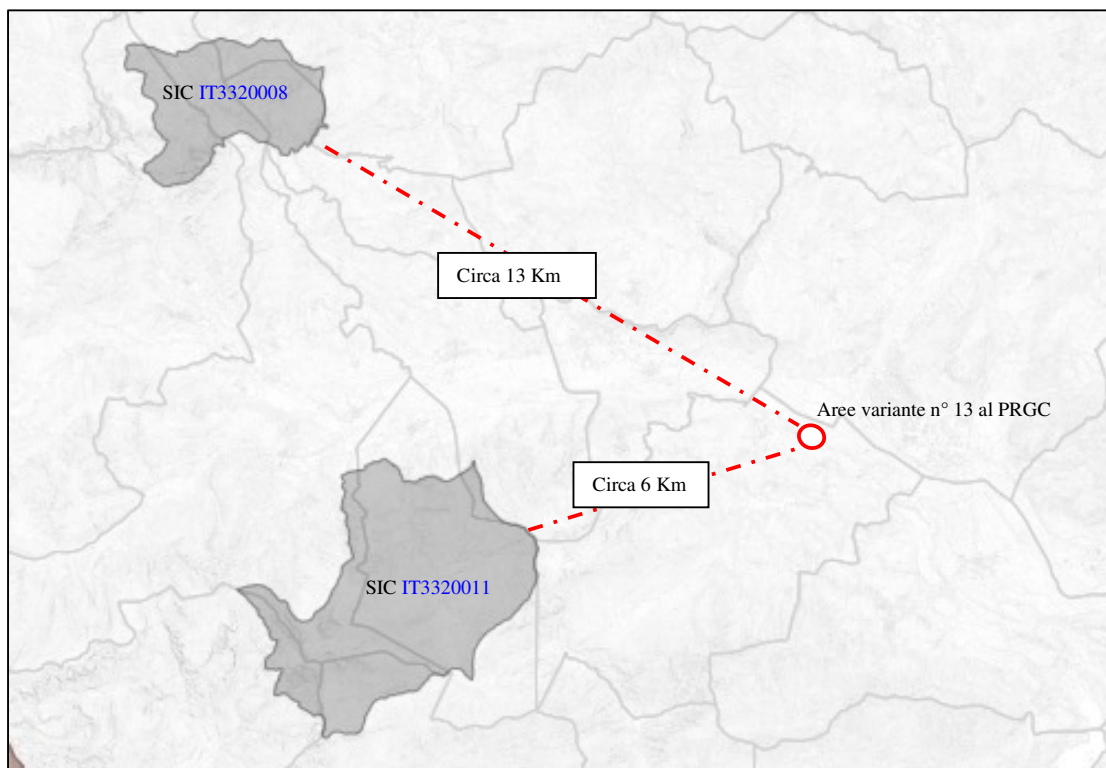 SIC IT3320008
Circa 13 Km
Aree variante n° 13 al PRGC
Circa 6 Km
SIC IT3320011